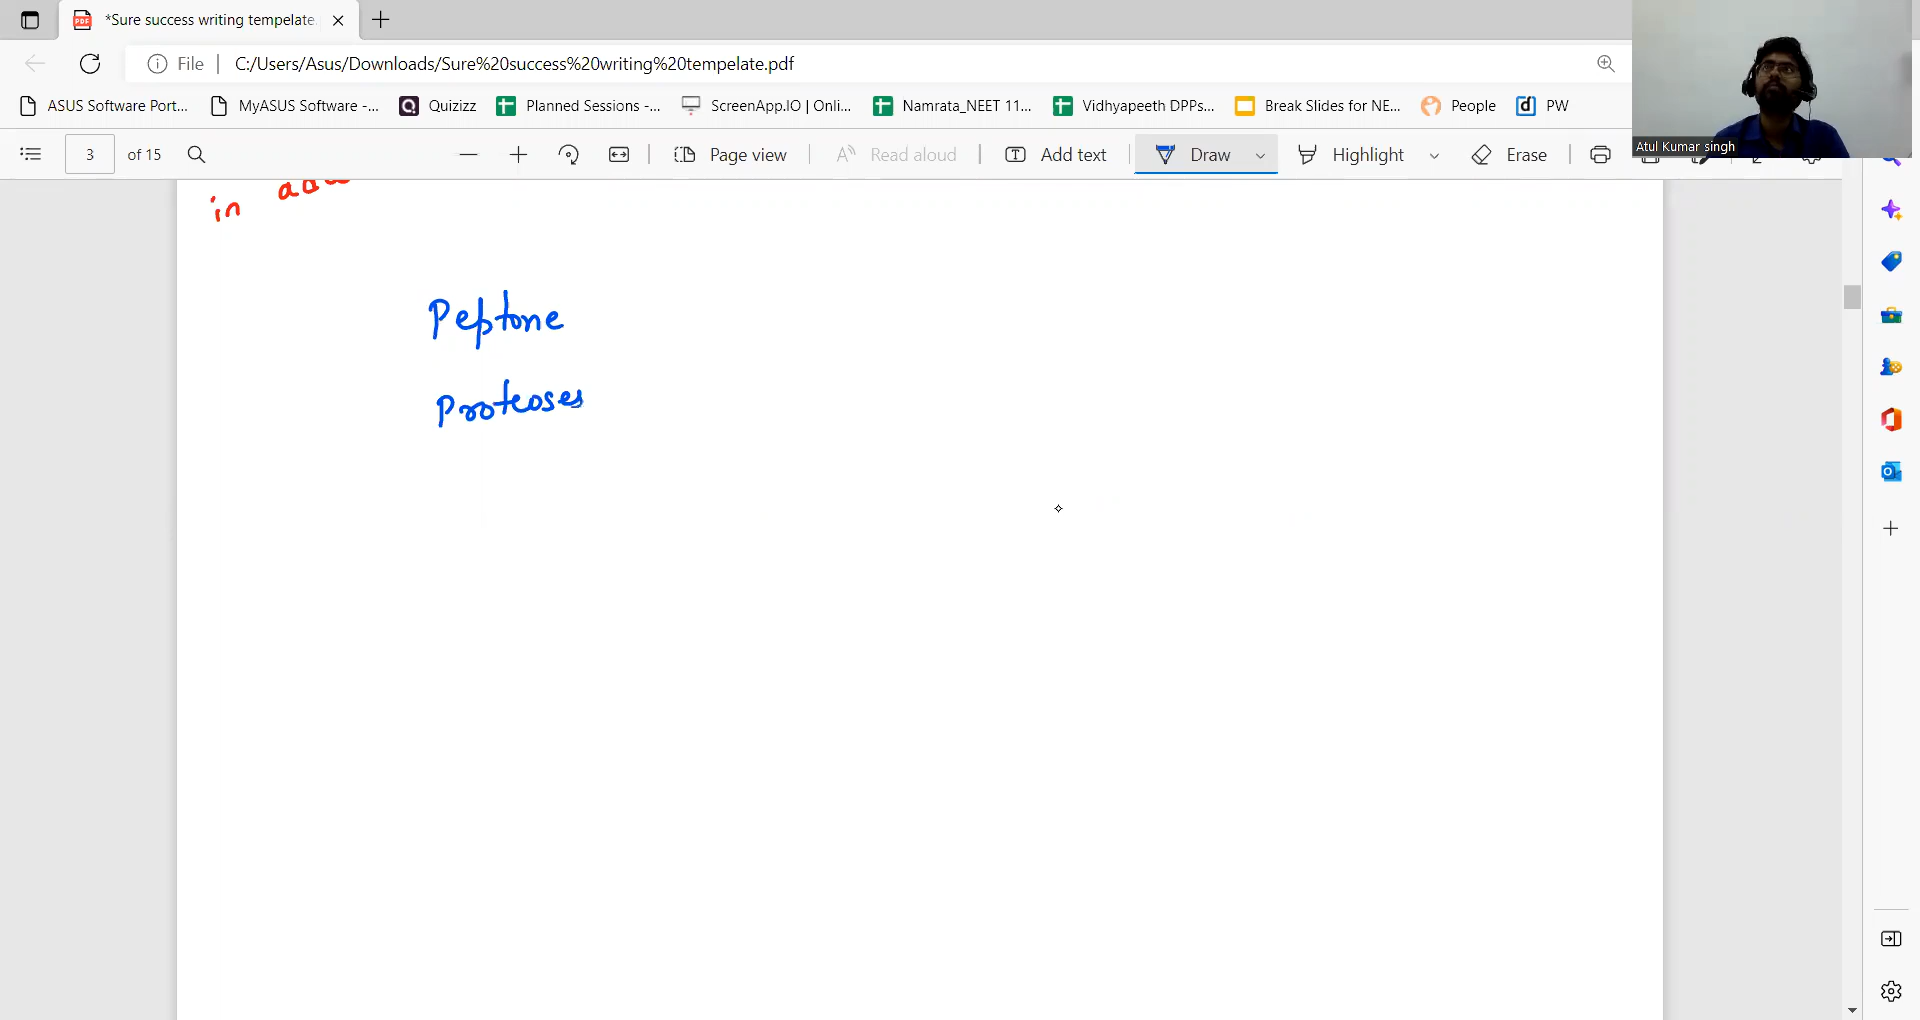 *Sure success writing tempelate
File C:/Users/Asus/Downloads/Sure%20success%20writing%20tempelate.pdf
ASUS Software Port... MyASUS Software -... Quizizz Planned Sessions -... ScreenApp.IO | Onli... Namrata_NEET 11... Vidhyapeeth DPPs... Break Slides for NE... People PW
3 of 15 Page view Read aloud Add text Draw Highlight Erase
Atul Kumar singh
in
Peptone
Proteoses